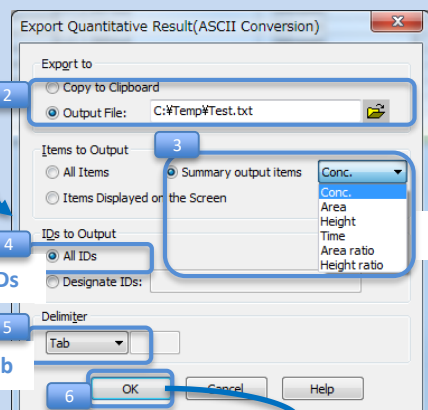 Export Quantitative Result(ASCII Conversion)
x
Export to
2
Copy to Clipboard
Output File: C:¥Temp¥Test.txt
Items to Output
3
All Items
Summary output items
Conc.
Items Displayed on the Screen
Conc.
Area
Height
Time
Area ratio
Height ratio
IDs to Output
4
All IDs
Designate IDs:
Ds
Delimiter
5
Tab
b
6
OK
Cancel
Help